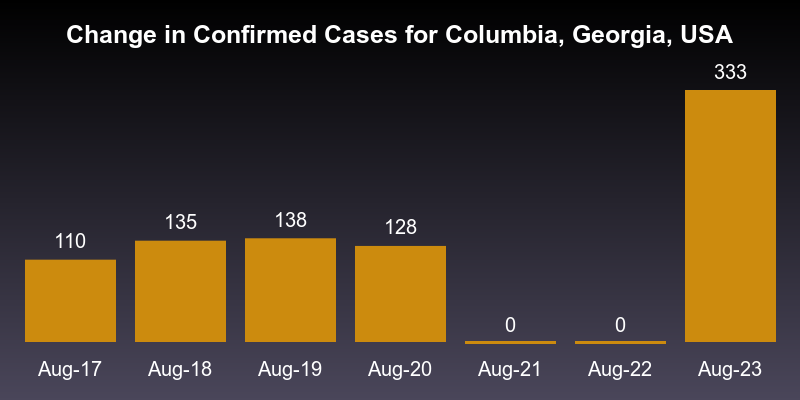 Change in Confirmed Cases for Columbia, Georgia, USA
333
135
138
128
110
0
0
Aug-17
Aug-18
Aug-19
Aug-20
Aug-21
Aug-22
Aug-23